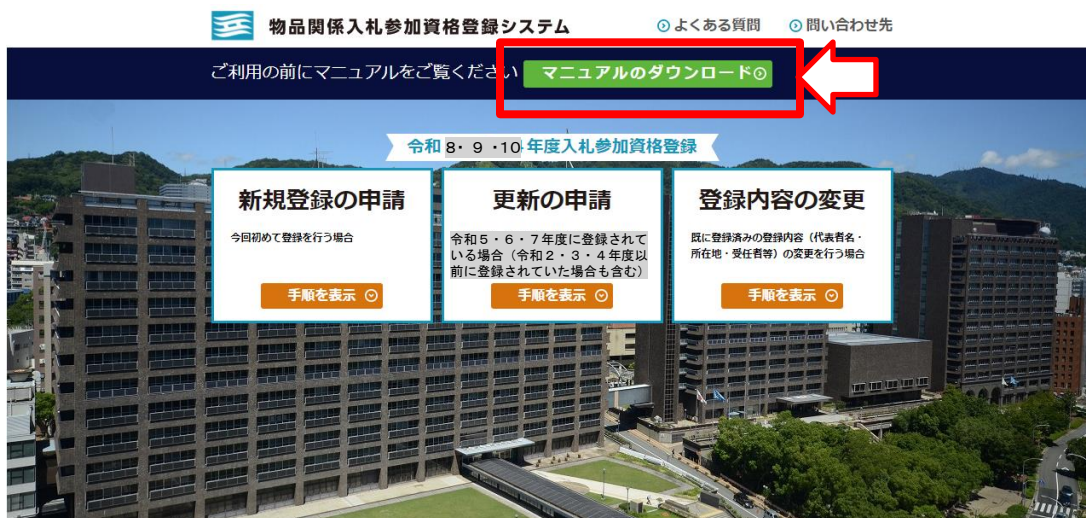 物品関係入札参加資格登録システム
よくある質問
問い合わせ先
ご利用の前にマニュアルをご覧ください
マニュアルのダウンロード
令和8・9・10年度入札参加資格登録
新規登録の申請
今回初めて登録を行う場合
手順を表示
更新の申請
令和５・６・７年度に登録されて
いる場合（令和２・３・４年度以
前に登録されていた場合も含む）
手順を表示
登録内容の変更
既に登録済みの登録内容（代表者名・
所在地・受任者等）の変更を行う場合
手順を表示